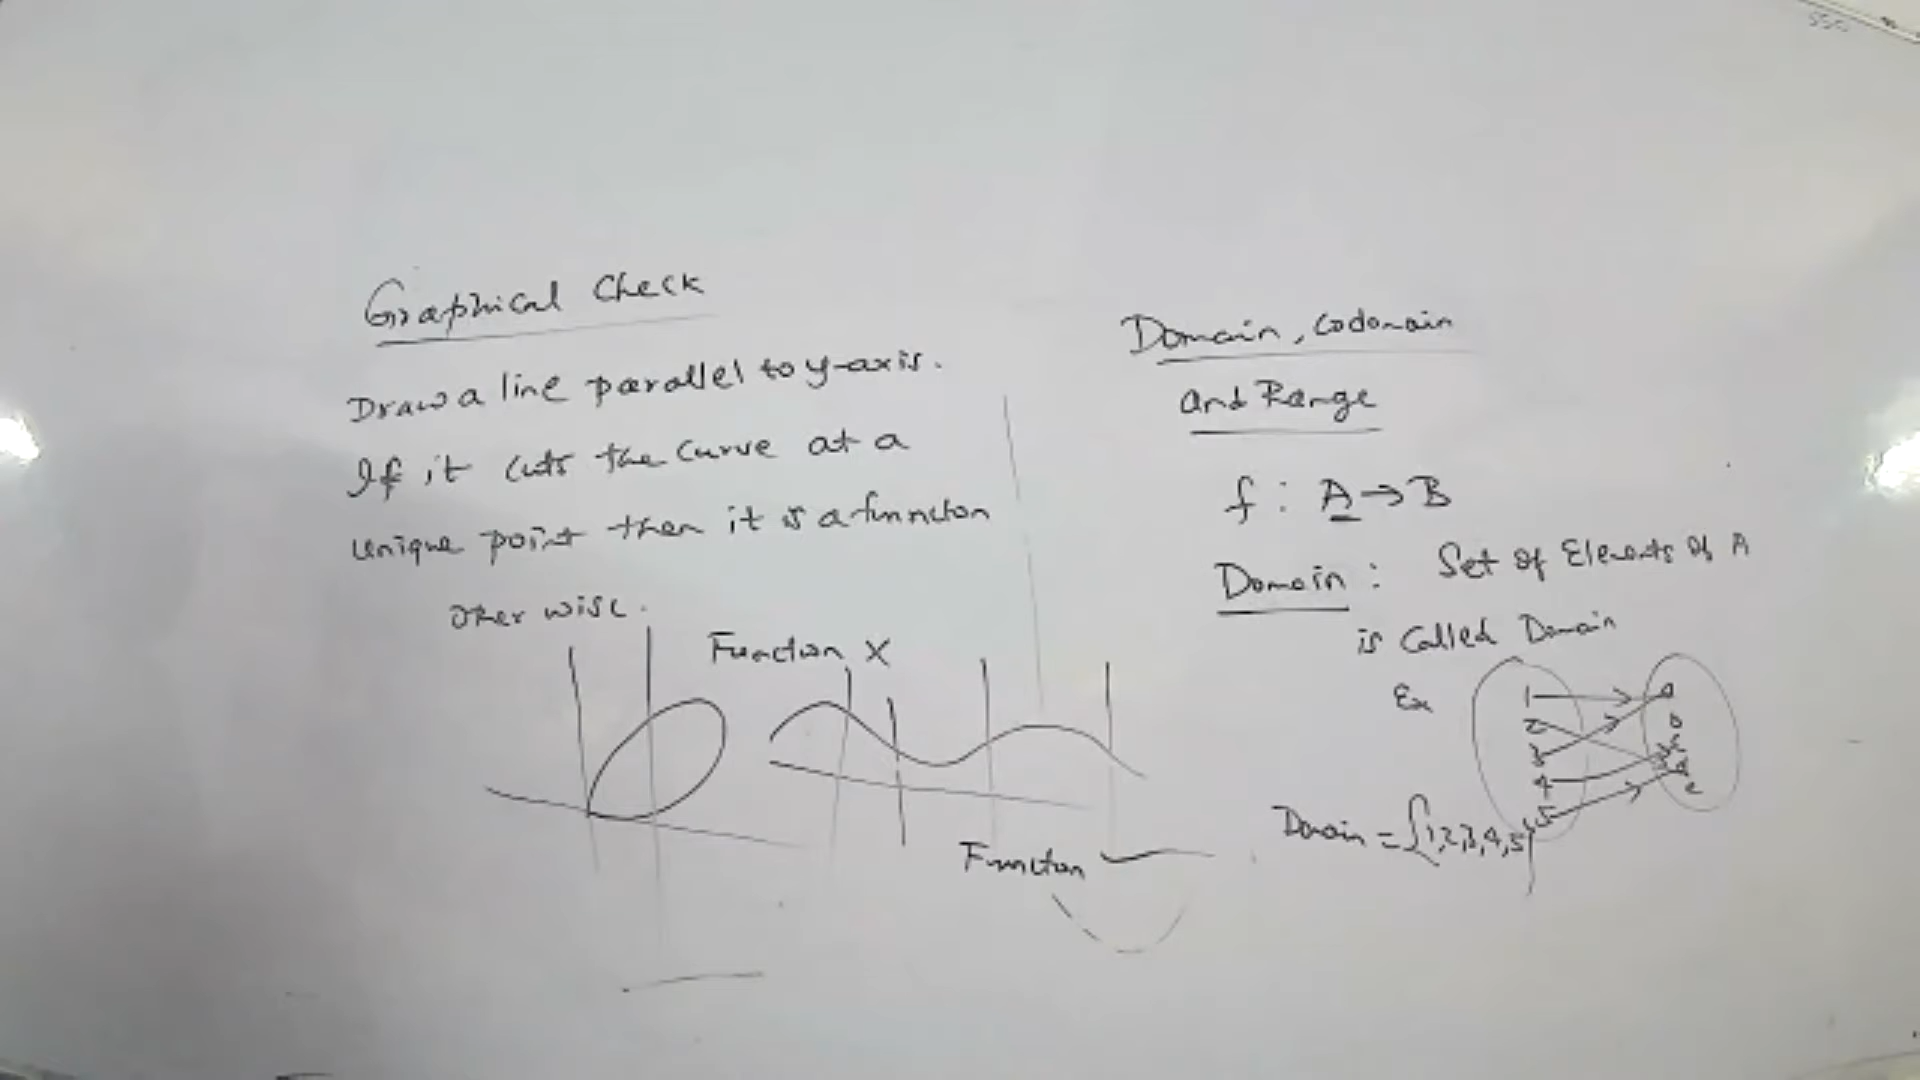 Graphical Check
Draw a line parallel to y-axis.
If it cuts the curve at a
unique point then it is a function
Other wise.
Function X
Function
Domain, Codomain
and Range
f : A → B
Domain : Set of Elements of A
is Called Domain
Ex
1
2
3
4
5
a
b
c
d
e
Domain = {1,2,3,4,5}